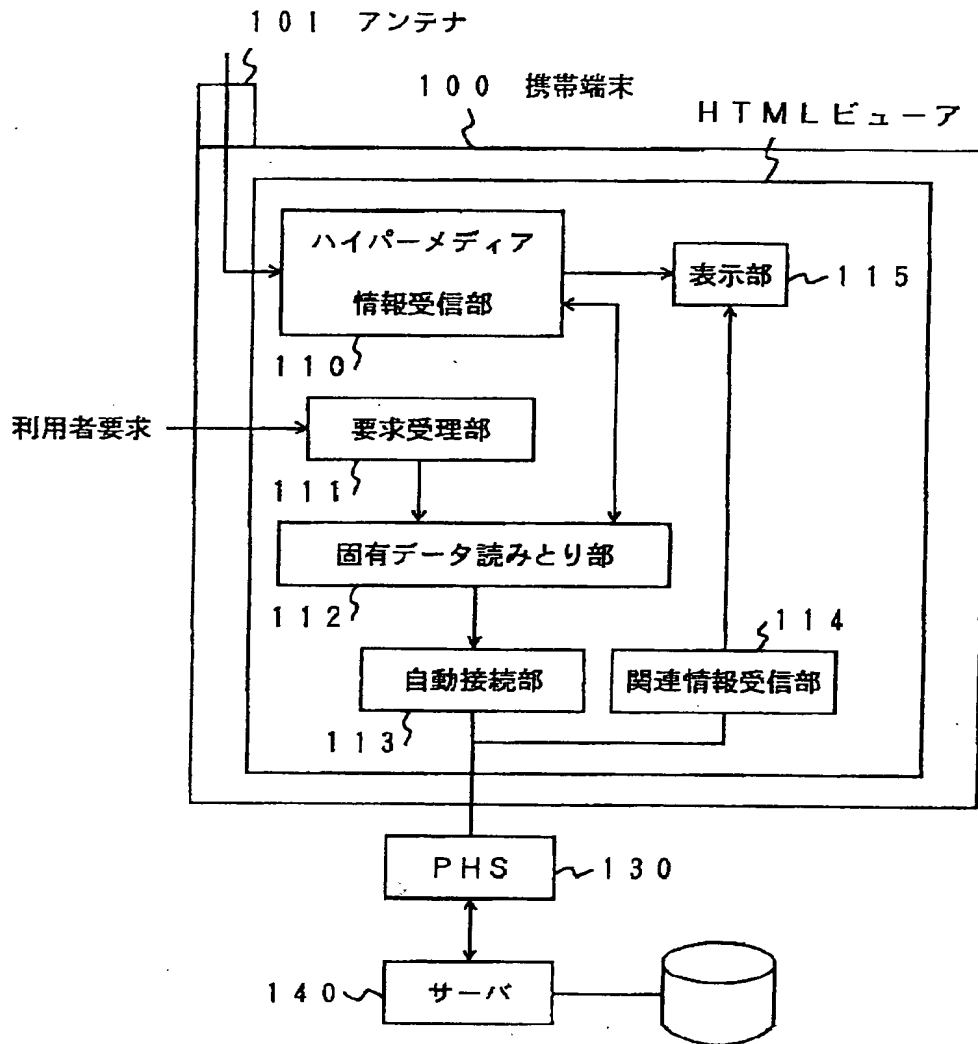 １０１ アンテナ
１００ 携帯端末
ＨＴＭＬビューア
ハイパーメディア
情報受信部
１１０
表示部
１１５
利用者要求
要求受理部
１１１
固有データ読みとり部
１１２
１１４
自動接続部
関連情報受信部
１１３
ＰＨＳ
１３０
１４０
サーバ